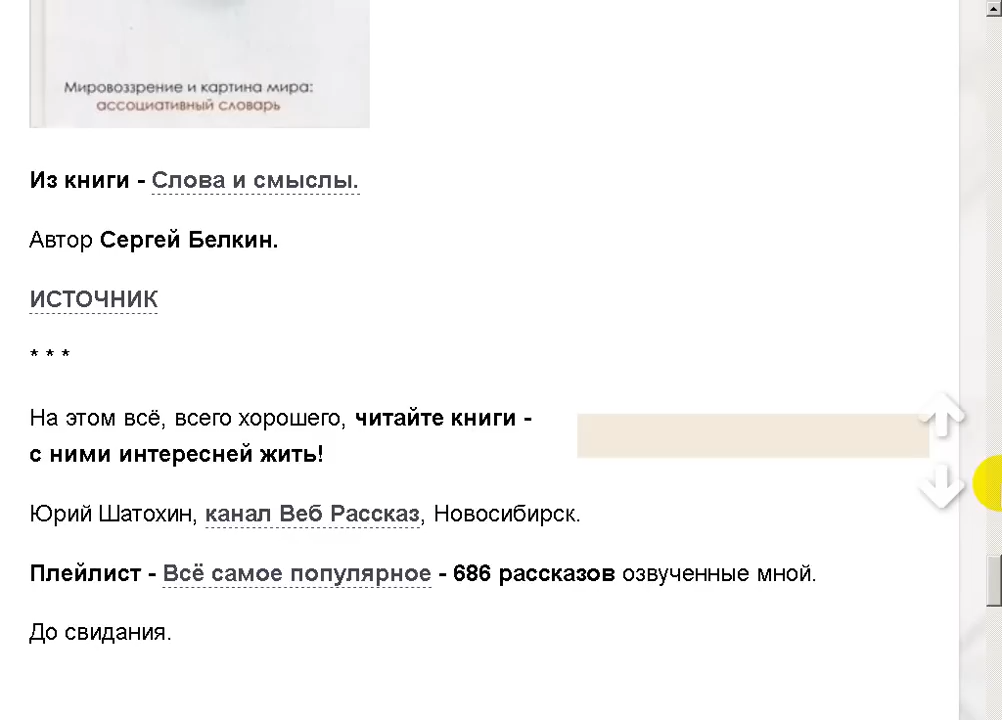 Мировоззрение и картина мира:
ассоциативный словарь
Из книги - Слова и смыслы.
Автор Сергей Белкин.
ИСТОЧНИК
* * *
На этом всё, всего хорошего, читайте книги -
с ними интересней жить!
Юрий Шатохин, канал Веб Рассказ, Новосибирск.
Плейлист - Всё самое популярное - 686 рассказов озвученные мной.
До свидания.